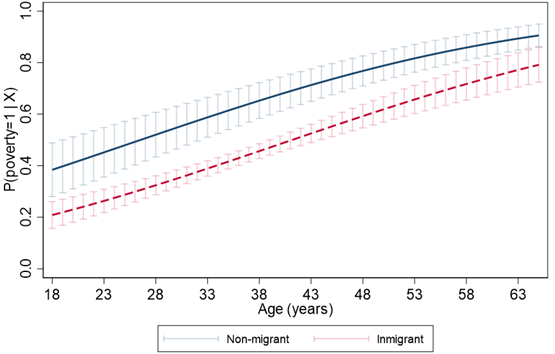 P(poverty=1 | X)
1.0
0.8
0.6
0.4
0.2
0.0
18 23 28 33 38 43 48 53 58 63
Age (years)
Non-migrant Inmigrant